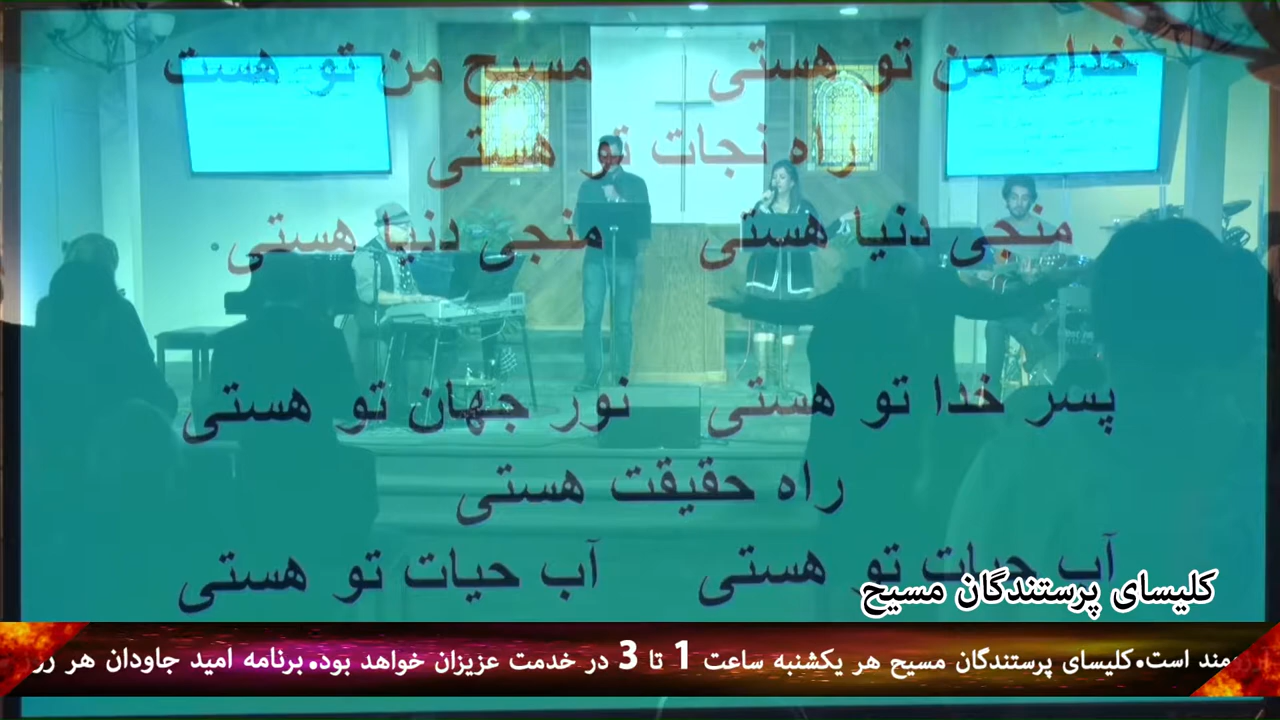 خدای من تو هستی مسیح من تو هست
راه نجات تو هستی
منجی دنیا هستی منجی دنیا هستی
پسر خدا تو هستی نور جهان تو هستی
راه حقیقت هستی
آب حیات تو هستی آب حیات تو هستی
کلیسای پرستندگان مسیح
مند است.کلیسای پرستندگان مسیح هر یکشنبه ساعت 1 تا 3 در خدمت عزیزان خواهد بود.برنامه امید جاودان هر